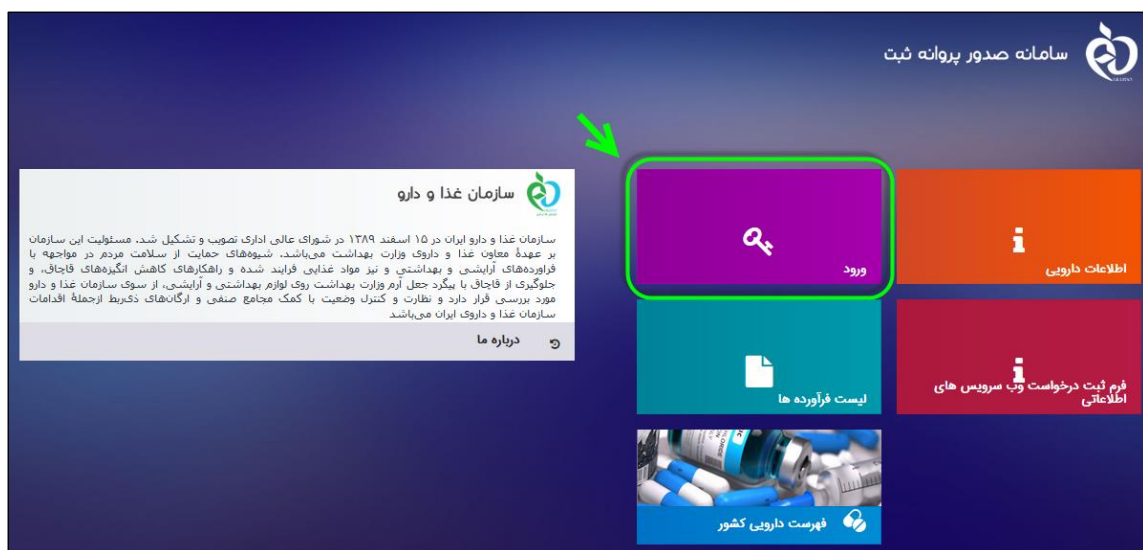 سامانه صدور پروانه ثبت
اطلاعات دارویی
ورود
سازمان غذا و دارو
سازمان غذا و دارو ایران در ۱۵ اسفند ۱۳۸۹ در شورای عالی اداری تصویب و تشکیل شد. مسئولیت این سازمان
بر عهدهٔ معاون غذا و داروی وزارت بهداشت می‌باشد. شیوه‌های حمایت از سلامت مردم در مواجهه با
فراورده‌های آرایشی و بهداشتی و نیز مواد غذایی فرایند شده و راهکارهای کاهش انگیزه‌های قاچاق، و
جلوگیری از قاچاق با پیگرد جعل آرم وزارت بهداشت روی لوازم بهداشتی و آرایشی، از سوی سازمان غذا و دارو
مورد بررسی قرار دارد و نظارت و کنترل وضعیت با کمک مجامع صنفی و ارگان‌های ذی‌ربط ازجملهٔ اقدامات
سازمان غذا و داروی ایران می‌باشد
درباره ما
فرم ثبت درخواست وب سرویس های
اطلاعاتی
لیست فرآورده ها
فهرست دارویی کشور